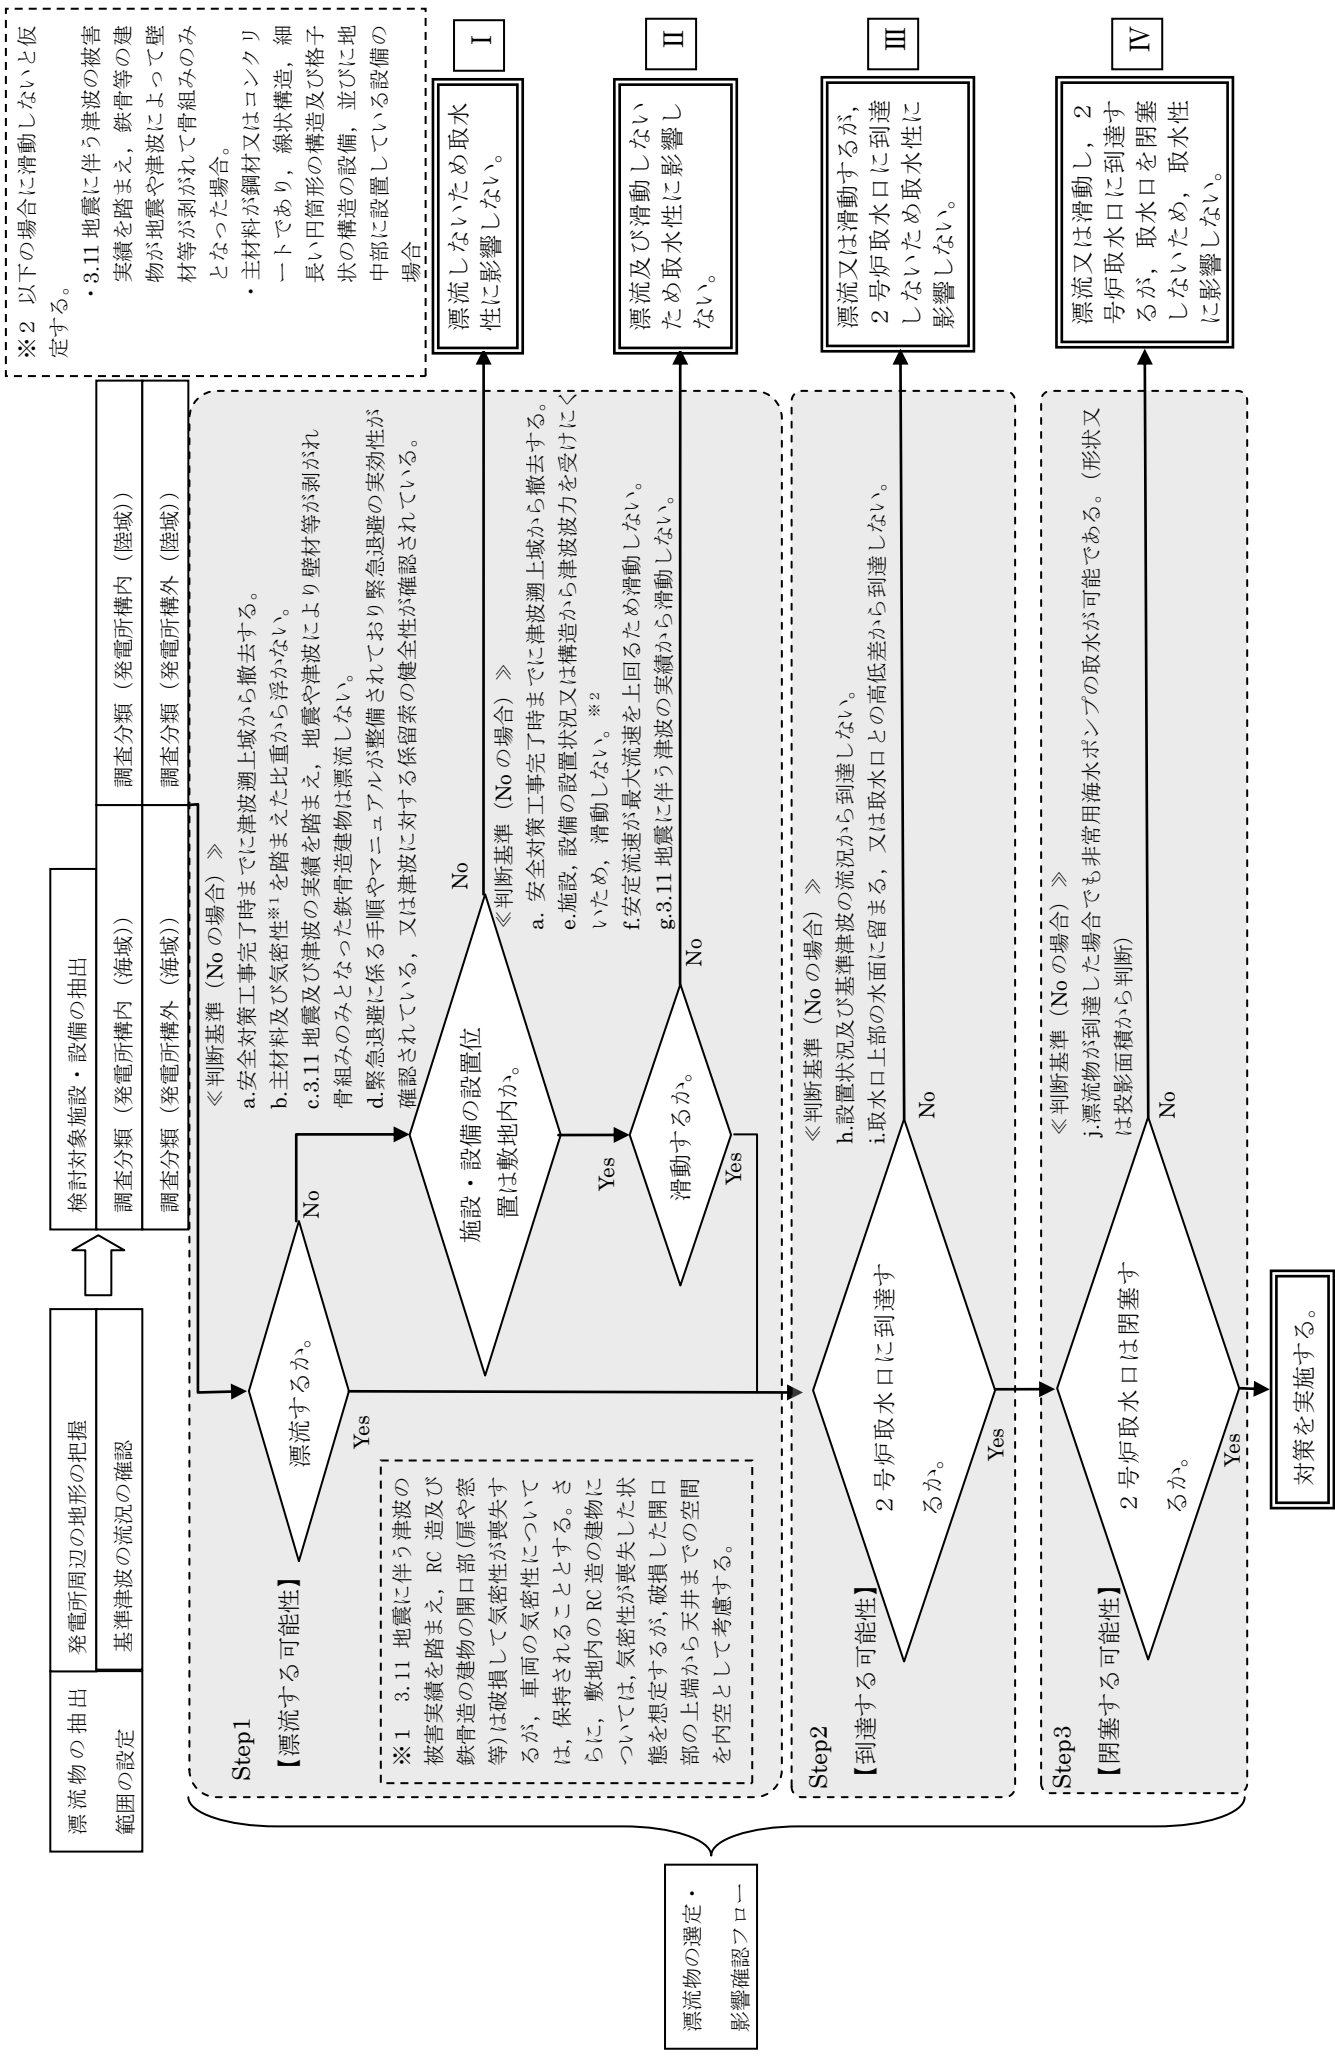 漂流物の抽出
範囲の設定
発電所周辺の地形の把握
基準津波の流況の確認
検討対象施設・設備の抽出
調査分類（発電所構内（海域））
調査分類（発電所構内（陸域））
調査分類（発電所構外（海域））
調査分類（発電所構外（陸域））
※２ 以下の場合に滑動しないと仮
定する。
・3.11 地震に伴う津波の被害
実績を踏まえ，鉄骨等の建
物が地震や津波によって壁
材等が剥がれて骨組みのみ
となった場合。
・主材料が鋼材又はコンクリ
ートであり，線状構造，細
長い円筒形の構造及び格子
状の構造の設備，並びに地
中部に設置している設備の
場合
漂流物の選定・
影響確認フロー
Step1
【漂流する可能性】
漂流するか。
No
Yes
≪判断基準（No の場合）≫
a.安全対策工事完了時までに津波遡上域から撤去する。
b.主材料及び気密性※1 を踏まえた比重から浮かない。
c.3.11 地震及び津波の実績を踏まえ，地震や津波により壁材等が剥がれ
骨組みのみとなった鉄骨造建物は漂流しない。
d.緊急退避に係る手順やマニュアルが整備されており緊急退避の実効性が
確認されている，又は津波に対する係留索の健全性が確認されている。
※１ 3.11 地震に伴う津波の
被害実績を踏まえ，RC 造及び
鉄骨造の建物の開口部(扉や窓
等)は破損して気密性が喪失す
るが，車両の気密性について
は，保持されることとする。さ
らに，敷地内の RC 造の建物に
ついては,気密性が喪失した状
態を想定するが,破損した開口
部の上端から天井までの空間
を内空として考慮する。
施設・設備の設置位
置は敷地内か。
No
Yes
Ⅰ
漂流しないため取水
性に影響しない。
≪判断基準（No の場合）≫
a. 安全対策工事完了時までに津波遡上域から撤去する。
e.施設,設備の設置状況又は構造から津波波力を受けにく
いため，滑動しない。※2
f.安定流速が最大流速を上回るため滑動しない。
g.3.11 地震に伴う津波の実績から滑動しない。
滑動するか。
No
Yes
Ⅱ
漂流及び滑動しない
ため取水性に影響し
ない。
Step2
【到達する可能性】
２号炉取水口に到達す
るか。
No
Yes
≪判断基準（No の場合）≫
h.設置状況及び基準津波の流況から到達しない。
i.取水口上部の水面に留まる，又は取水口との高低差から到達しない。
Ⅲ
漂流又は滑動するが，
２号炉取水口に到達
しないため取水性に
影響しない。
Step3
【閉塞する可能性】
２号炉取水口は閉塞す
るか。
No
Yes
≪判断基準（No の場合）≫
j.漂流物が到達した場合でも非常用海水ポンプの取水が可能である。（形状又
は投影面積から判断）
Ⅳ
漂流又は滑動し，２
号炉取水口に到達す
るが，取水口を閉塞
しないため，取水性
に影響しない。
対策を実施する。